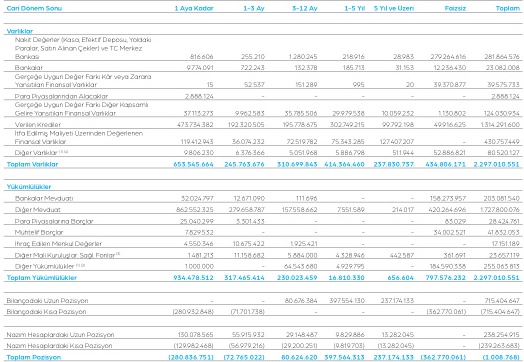 Cari Dönem Sonu 1 Aya Kadar 1-3 Ay 3-12 Ay 1-5 Yıl 5 Yıl ve Üzeri Faizsiz Toplam
Varlıklar
Nakit Değerler (Kasa, Efektif Deposu, Yoldaki
Paralar, Satın Alınan Çekler) ve TC Merkez
Bankası 816.606 255.210 1.280.245 218.916 28.983 279.264.616 281.864.576
Bankalar 9.774.091 722.243 132.378 185.713 31.153 12.236.430 23.082.008
Gerçeğe Uygun Değer Farkı Kâr veya Zarara
Yansıtılan Finansal Varlıklar 15 52.537 151.289 995 20 39.370.877 39.575.733
Para Piyasalarından Alacaklar 2.888.124 – – – – – 2.888.124
Gerçeğe Uygun Değer Farkı Diğer Kapsamlı
Gelire Yansıtılan Finansal Varlıklar 37.113.273 9.962.583 35.785.506 29.979.538 10.059.232 1.130.802 124.030.934
Verilen Krediler 473.734.382 192.320.505 195.778.675 302.749.215 99.792.198 49.916.625 1.314.291.600
İtfa Edilmiş Maliyeti Üzerinden Değerlenen
Finansal Varlıklar 119.412.943 36.074.232 72.519.782 75.343.285 127.407.207 – 430.757.449
Diğer Varlıklar 9.806.230 6.376.366 5.051.968 5.886.798 511.944 52.886.821 80.520.127
Toplam Varlıklar 653.545.664 245.763.676 310.699.843 414.364.460 237.830.737 434.806.171 2.297.010.551
Yükümlülükler
Bankalar Mevduatı 32.024.797 12.671.090 111.696 – – 158.273.957 203.081.540
Diğer Mevduat 862.552.325 279.658.787 157.558.662 7.551.589 214.017 420.264.696 1.727.800.076
Para Piyasalarına Borçlar 25.040.299 3.301.433 – – – 83.029 28.424.761
Muhtelif Borçlar 7.829.532 – – – – 34.002.521 41.832.053
İhraç Edilen Menkul Değerler 4.550.346 10.675.422 1.925.421 – – – 17.151.189
Diğer Mali Kuruluşlar. Sağl. Fonlar 1.481.213 11.158.682 5.884.000 4.328.946 442.587 361.691 23.657.119
Diğer Yükümlülükler 1.000.000 – 64.543.680 4.929.795 – 184.590.338 255.063.813
Toplam Yükümlülükler 934.478.512 317.465.414 230.023.459 16.810.330 656.604 797.576.232 2.297.010.551
Bilançodaki Uzun Pozisyon – – 80.676.384 397.554.130 237.174.133 – 715.404.647
Bilançodaki Kısa Pozisyon (280.932.848) (71.701.738) – – – (362.770.061) (715.404.647)
Nazım Hesaplardaki Uzun Pozisyon 130.078.565 55.915.932 29.148.487 9.829.886 13.282.045 – 238.254.915
Nazım Hesaplardaki Kısa Pozisyon (129.982.468) (56.979.216) (29.200.251) (9.819.703) (13.282.045) – (239.263.683)
Toplam Pozisyon (280.836.751) (72.765.022) 80.624.620 397.564.313 237.174.133 (362.770.061) (1.008.768)